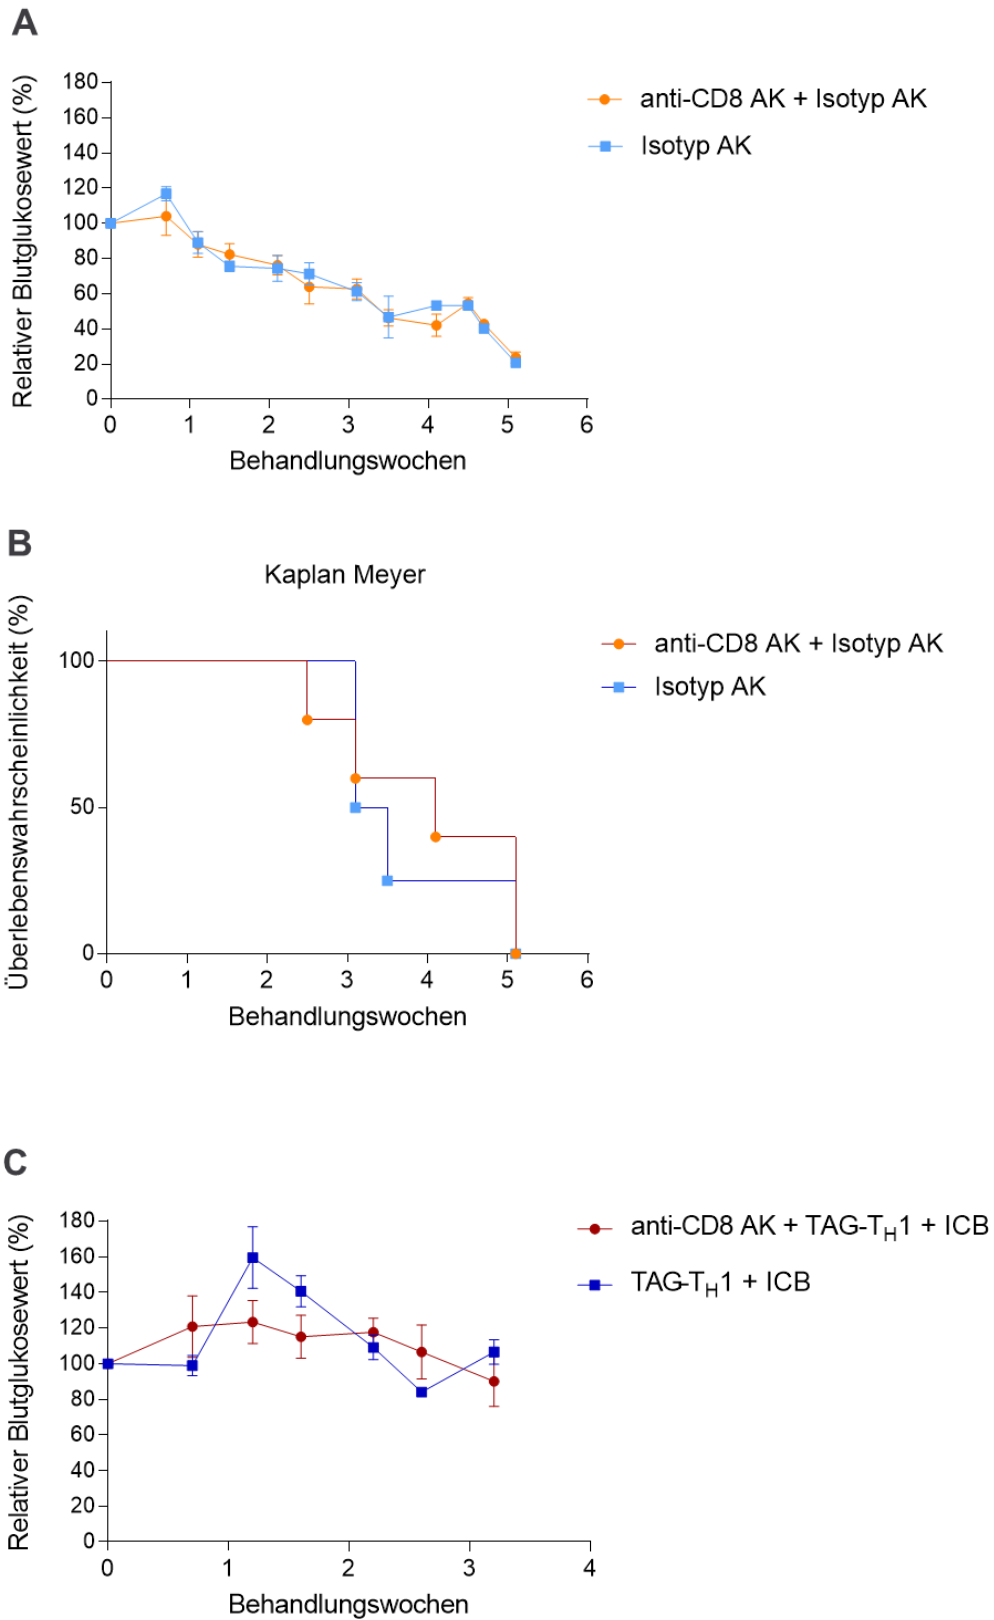 A
Relativer Blutglukosewert (%)
180
160
140
120
100
80
60
40
20
0
0 1 2 3 4 5 6
Behandlungswochen
anti-CD8 AK + Isotyp AK
Isotyp AK
B
Kaplan Meyer
Überlebenswahrscheinlichkeit (%)
100
50
0
0 1 2 3 4 5 6
Behandlungswochen
anti-CD8 AK + Isotyp AK
Isotyp AK
C
Relativer Blutglukosewert (%)
180
160
140
120
100
80
60
40
20
0
0 1 2 3 4
Behandlungswochen
anti-CD8 AK + TAG-TH1 + ICB
TAG-TH1 + ICB